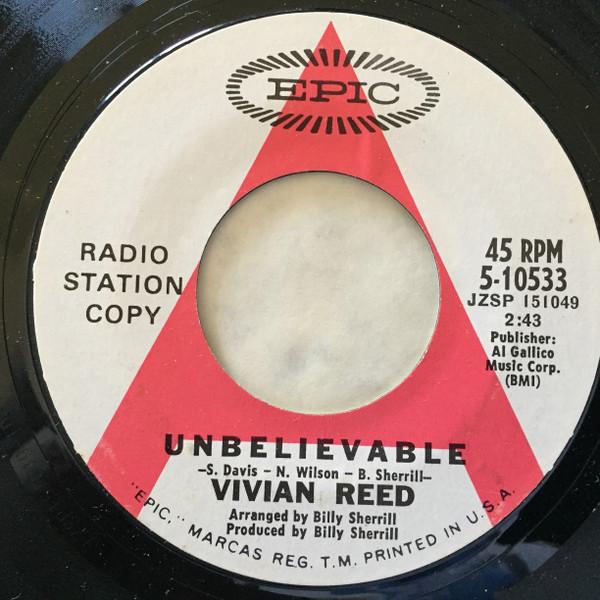 EPIC
RADIO
STATION
COPY
45 RPM
5-10533
JZSP 151049
2:43
Publisher:
Al Gallico
Music Corp.
(BMI)
UNBELIEVABLE
-S. Davis - N. Wilson - B. Sherrill-
VIVIAN REED
Arranged by Billy Sherrill
Produced by Billy Sherrill
"EPIC," MARCAS REG. T.M. PRINTED IN U.S.A.